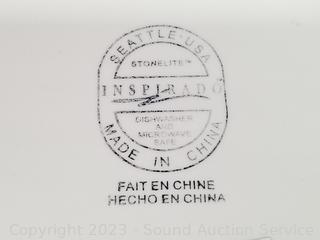 SEATTLE·USA
STONELITE™
INSPIRADO
DISHWASHER
AND
MICROWAVE
SAFE
MADE IN CHINA
FAIT EN CHINE
HECHO EN CHINA
Copyright 2023 - Sound Auction Service